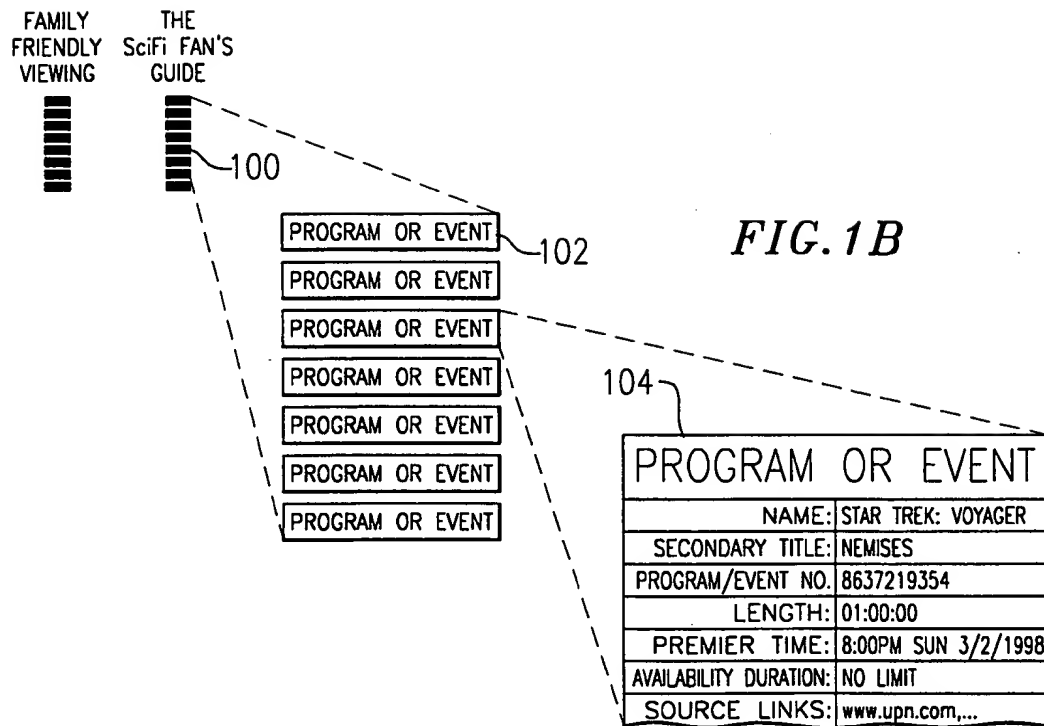 FAMILY
FRIENDLY
VIEWING
THE
SciFi FAN'S
GUIDE
100
PROGRAM OR EVENT
102
PROGRAM OR EVENT
PROGRAM OR EVENT
PROGRAM OR EVENT
PROGRAM OR EVENT
PROGRAM OR EVENT
PROGRAM OR EVENT
FIG.1B
104
PROGRAM OR EVENT
NAME: STAR TREK: VOYAGER
SECONDARY TITLE: NEMISES
PROGRAM/EVENT NO. 8637219354
LENGTH: 01:00:00
PREMIER TIME: 8:00PM SUN 3/2/1998
AVAILABILITY DURATION: NO LIMIT
SOURCE LINKS: www.upn.com,...